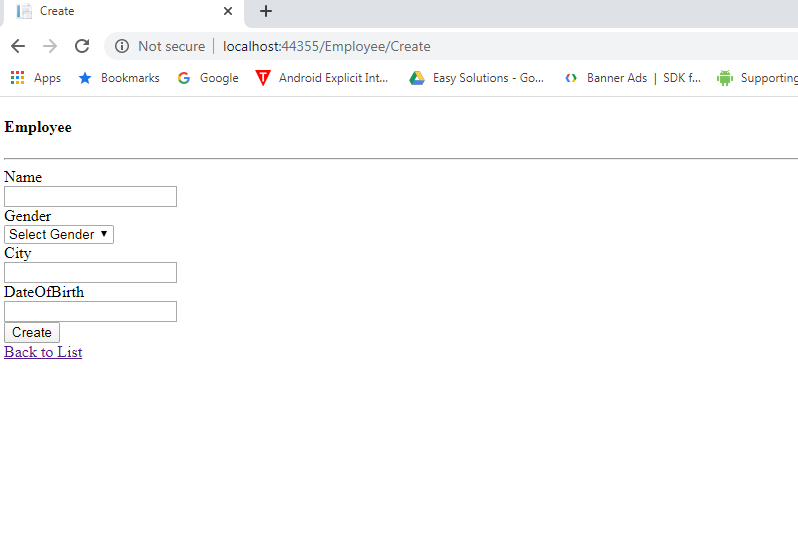 Create
Not secure | localhost:44355/Employee/Create
Apps Bookmarks Google Android Explicit Int... Easy Solutions - Go... Banner Ads | SDK f... Supporting
Employee
Name
Gender
Select Gender
City
DateOfBirth
Create
Back to List